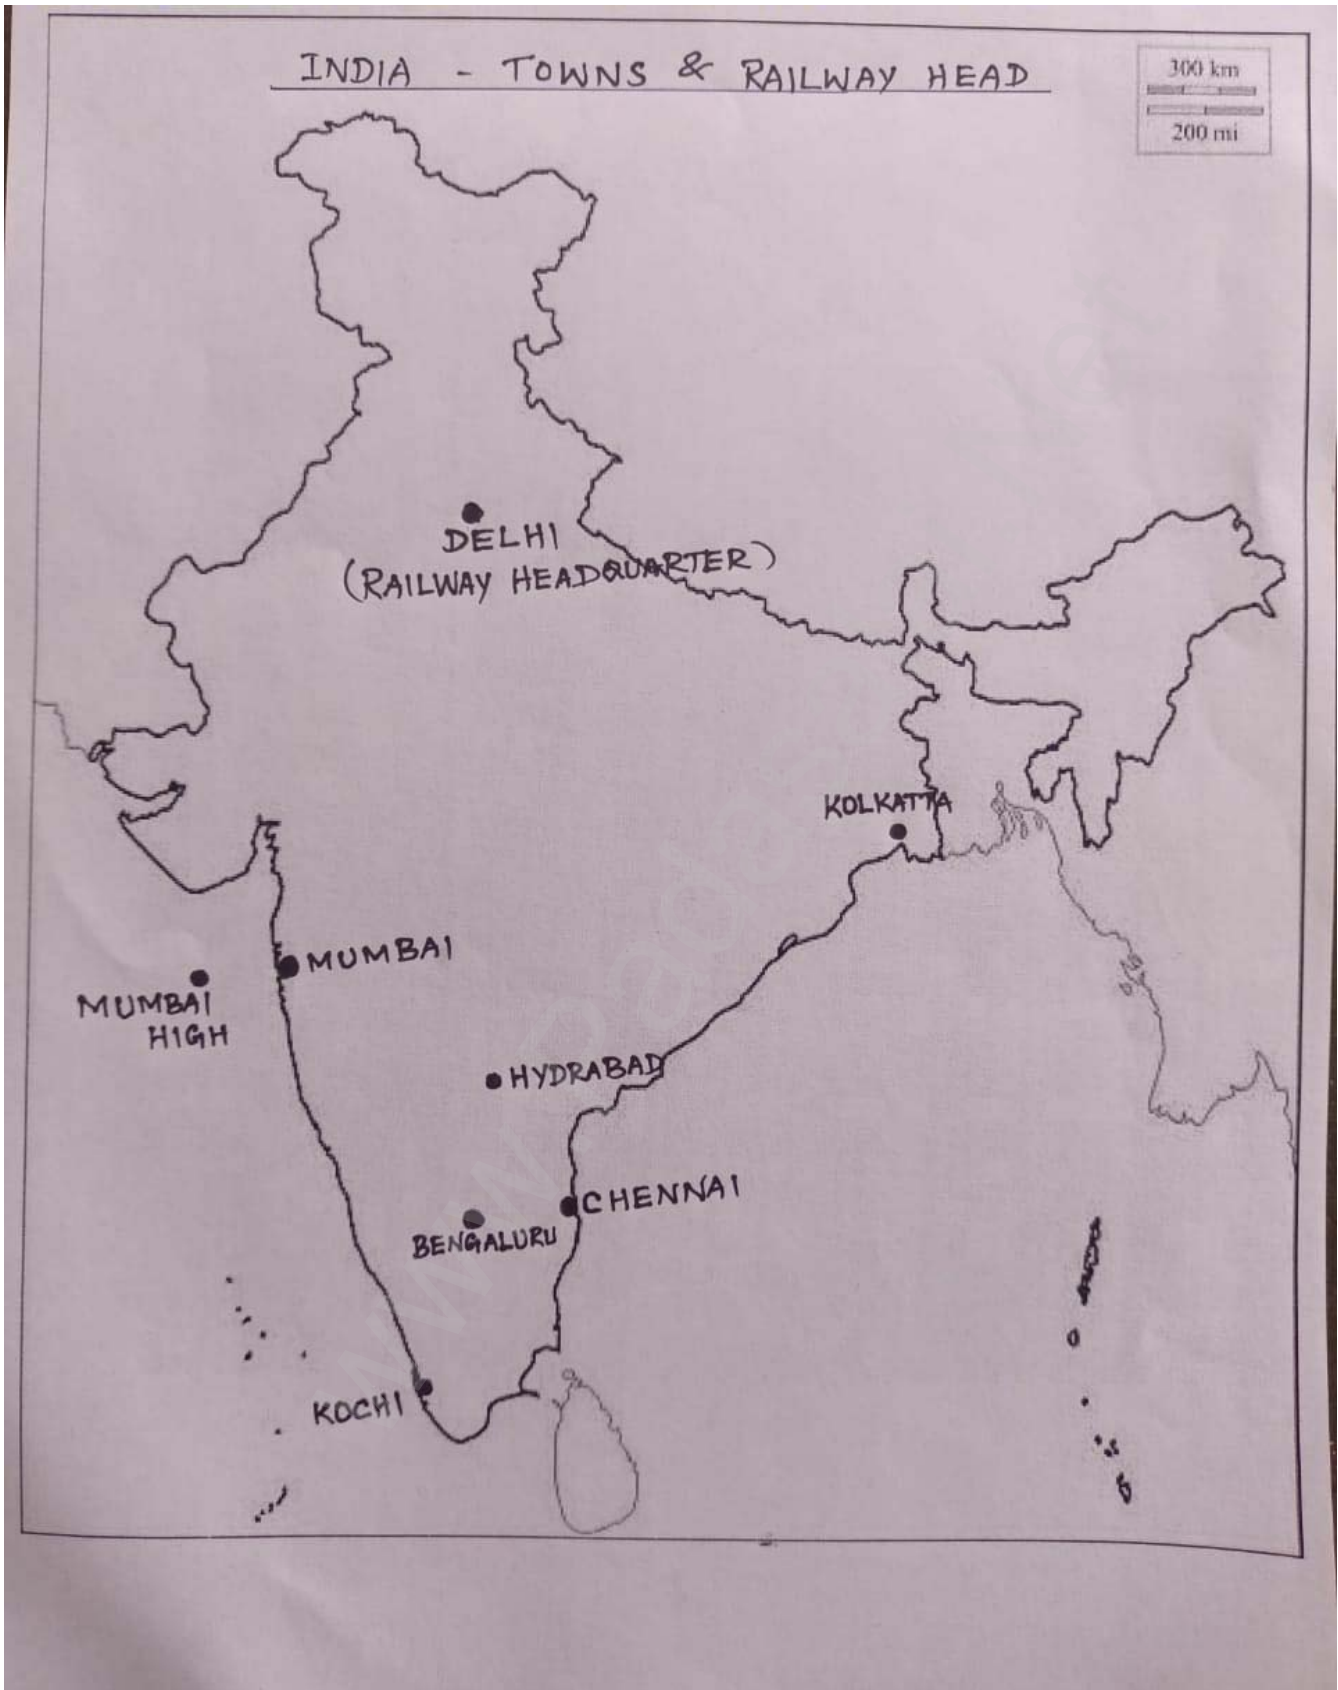 INDIA - TOWNS & RAILWAY HEAD
300 km
200 mi
DELHI
(RAILWAY HEADQUARTER)
KOLKATTA
MUMBAI
MUMBAI
HIGH
HYDRABAD
CHENNAI
BENGALURU
KOCHI